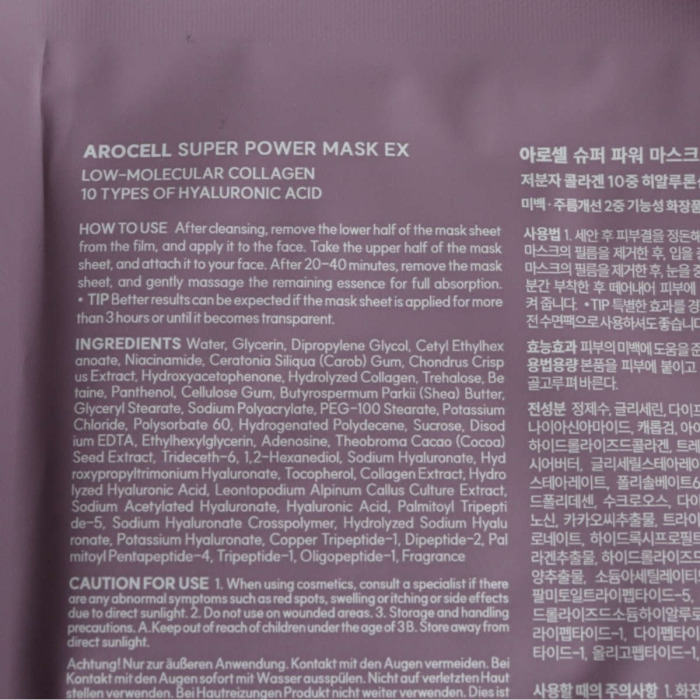 AROCELL SUPER POWER MASK EX
LOW-MOLECULAR COLLAGEN
10 TYPES OF HYALURONIC ACID
HOW TO USE After cleansing, remove the lower half of the mask sheet
from the film, and apply it to the face. Take the upper half of the mask
sheet, and attach it to your face. After 20-40 minutes, remove the mask
sheet, and gently massage the remaining essence for full absorption.
• TIP Better results can be expected if the mask sheet is applied for more
than 3 hours or until it becomes transparent.
INGREDIENTS Water, Glycerin, Dipropylene Glycol, Cetyl Ethylhex
anoate, Niacinamide, Ceratonia Siliqua (Carob) Gum, Chondrus Crisp
us Extract, Hydroxyacetophenone, Hydrolyzed Collagen, Trehalose, Be
taine, Panthenol, Cellulose Gum, Butyrospermum Parkii (Shea) Butter,
Glyceryl Stearate, Sodium Polyacrylate, PEG-100 Stearate, Potassium
Chloride, Polysorbate 60, Hydrogenated Polydecene, Sucrose, Disod
ium EDTA, Ethylhexylglycerin, Adenosine, Theobroma Cacao (Cocoa)
Seed Extract, Trideceth-6, 1,2-Hexanediol, Sodium Hyaluronate, Hyd
roxypropyltrimonium Hyaluronate, Tocopherol, Collagen Extract, Hydro
lyzed Hyaluronic Acid, Leontopodium Alpinum Callus Culture Extract,
Sodium Acetylated Hyaluronate, Hyaluronic Acid, Palmitoyl Tripepti
de-5, Sodium Hyaluronate Crosspolymer, Hydrolyzed Sodium Hyalu
ronate, Potassium Hyaluronate, Copper Tripeptide-1, Dipeptide-2, Pal
mitoyl Pentapeptide-4, Tripeptide-1, Oligopeptide-1, Fragrance
CAUTION FOR USE 1. When using cosmetics, consult a specialist if there
are any abnormal symptoms such as red spots, swelling or itching or side effects
due to direct sunlight. 2. Do not use on wounded areas. 3. Storage and handling
precautions. A.Keep out of reach of children under the age of 3 B. Store away from
direct sunlight.
Achtung! Nur zur äußeren Anwendung. Kontakt mit den Augen vermeiden. Bei
Kontakt mit den Augen sofort mit Wasser ausspülen. Nicht auf verletzten Haut
stellen verwenden. Bei Hautreizungen Produkt nicht weiter verwenden. Dies ist
아로셀 슈퍼 파워 마스크
저분자 콜라겐 10중 히알루론
미백·주름개선 2중 기능성 화장품
사용법 1. 세안 후 피부결을 정돈해
마스크의 필름을 제거한 후, 입을
마스크의 필름을 제거한 후, 눈을
분간 부착한 후 떼어내어 피부에
켜 줍니다. •TIP 특별한 효과를
전 수면팩으로 사용하셔도 좋습니다
효능효과 피부의 미백에 도움을 준
용법용량 본품을 피부에 붙이고
골고루 펴 바른다.
전성분 정제수, 글리세린, 다이
나이아신아마이드, 캐롭검, 아이
하이드롤라이즈드콜라겐, 트레
시어버터, 글리세릴스테아레
스테아레이트, 폴리솔베이트6
드폴리데센, 수크로오스, 다이
노신, 카카오씨추출물, 트라이
로네이트, 하이드록시프로필트
라겐추출물, 하이드롤라이즈
양추출물, 소듐아세틸레이티
팔미토일트라이펩타이드-5,
드롤라이즈드소듐하이알루로
라이펩타이드-1, 다이펩타이
타이드-1, 올리고펩타이드-1,
사용할 때의 주의사항 1. 화장